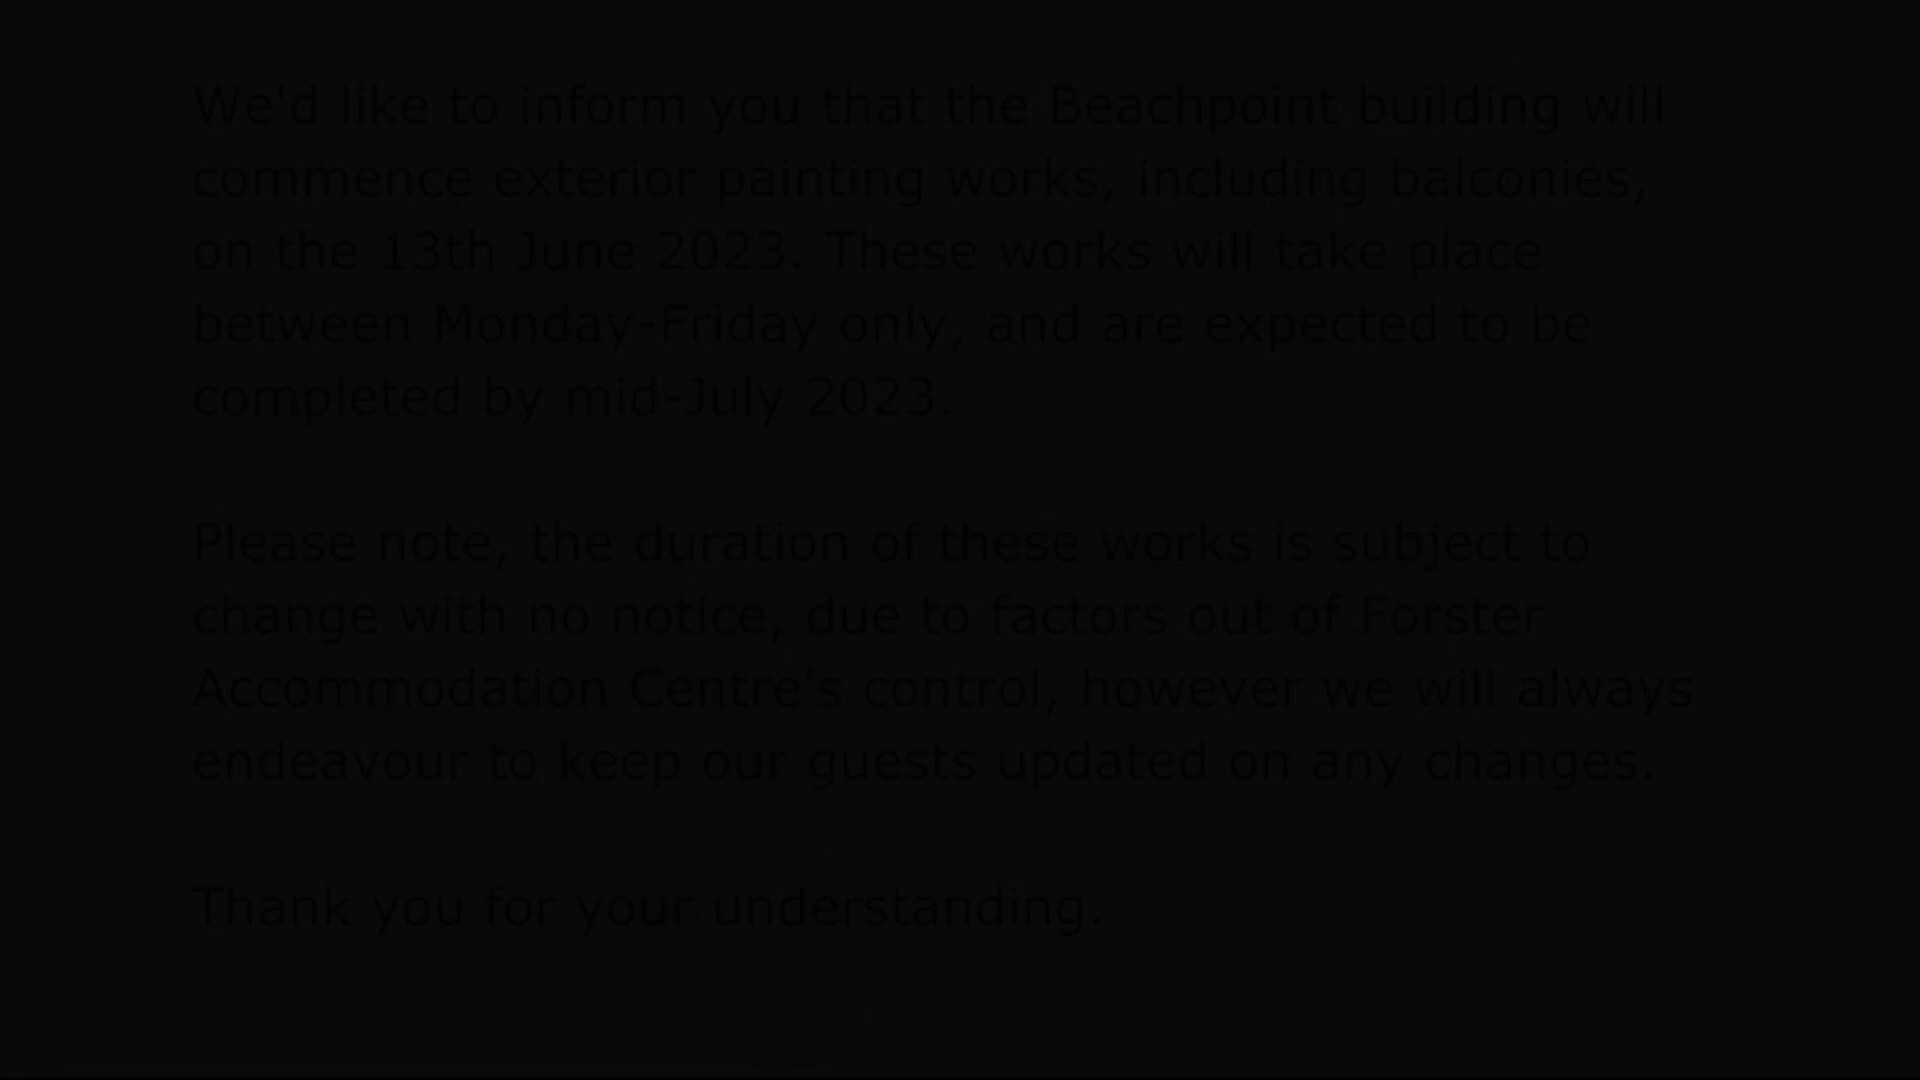 We'd like to inform you that the Beachpoint building will
commence exterior painting works, including balconies,
on the 13th June 2023. These works will take place
between Monday-Friday only, and are expected to be
completed by mid-July 2023.
Please note, the duration of these works is subject to
change with no notice, due to factors out of Forster
Accommodation Centre's control, however we will always
endeavour to keep our guests updated on any changes.
Thank you for your understanding.